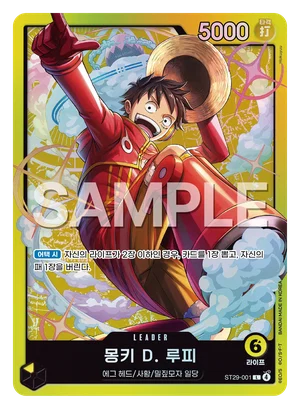 5000
타격
打
SAMPLE
어택 시 자신의 라이프가 2장 이하인 경우, 카드를 1장 뽑고, 자신의
패 1장을 버린다.
LEADER
몽키 D. 루피
에그 헤드/사황/밀짚모자 일당
6
라이프
ST29-001 L